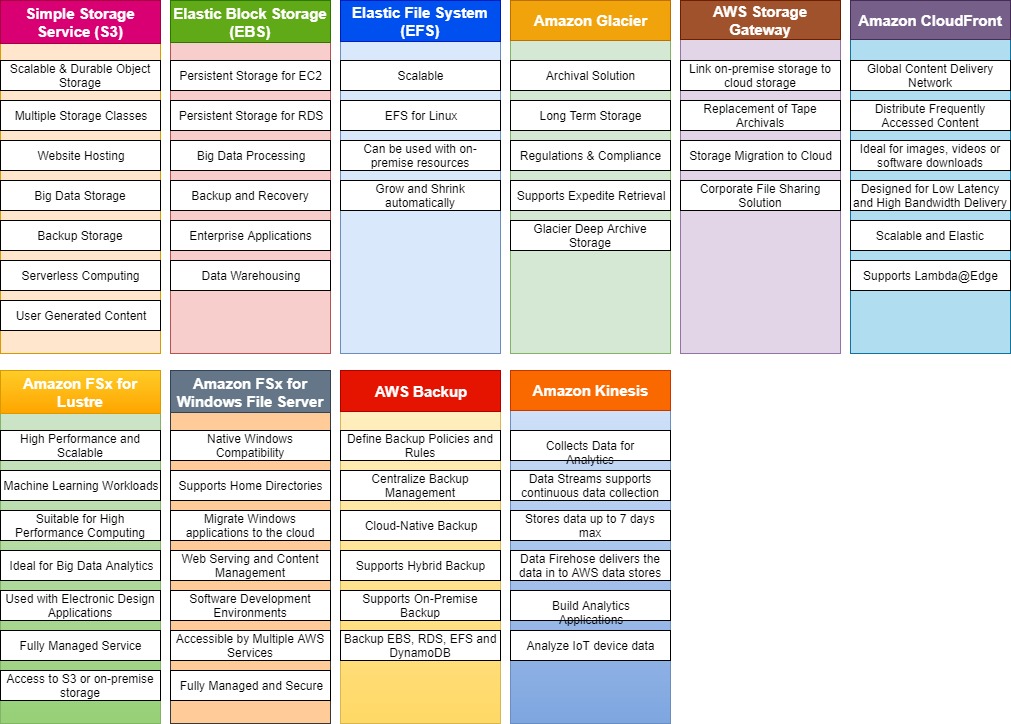 Simple Storage
Service (S3)
Scalable & Durable Object
Storage
Multiple Storage Classes
Website Hosting
Big Data Storage
Backup Storage
Serverless Computing
User Generated Content
Elastic Block Storage
(EBS)
Persistent Storage for EC2
Persistent Storage for RDS
Big Data Processing
Backup and Recovery
Enterprise Applications
Data Warehousing
Elastic File System
(EFS)
Scalable
EFS for Linux
Can be used with on-
premise resources
Grow and Shrink
automatically
Amazon Glacier
Archival Solution
Long Term Storage
Regulations & Compliance
Supports Expedite Retrieval
Glacier Deep Archive
Storage
AWS Storage
Gateway
Link on-premise storage to
cloud storage
Replacement of Tape
Archivals
Storage Migration to Cloud
Corporate File Sharing
Solution
Amazon CloudFront
Global Content Delivery
Network
Distribute Frequently
Accessed Content
Ideal for images, videos or
software downloads
Designed for Low Latency
and High Bandwidth Delivery
Scalable and Elastic
Supports Lambda@Edge
Amazon FSx for
Lustre
High Performance and
Scalable
Machine Learning Workloads
Suitable for High
Performance Computing
Ideal for Big Data Analytics
Used with Electronic Design
Applications
Fully Managed Service
Access to S3 or on-premise
storage
Amazon FSx for
Windows File Server
Native Windows
Compatibility
Supports Home Directories
Migrate Windows
applications to the cloud
Web Serving and Content
Management
Software Development
Environments
Accessible by Multiple AWS
Services
Fully Managed and Secure
AWS Backup
Define Backup Policies and
Rules
Centralize Backup
Management
Cloud-Native Backup
Supports Hybrid Backup
Supports On-Premise
Backup
Backup EBS, RDS, EFS and
DynamoDB
Amazon Kinesis
Collects Data for
Analytics
Data Streams supports
continuous data collection
Stores data up to 7 days
max
Data Firehose delivers the
data in to AWS data stores
Build Analytics
Applications
Analyze IoT device data